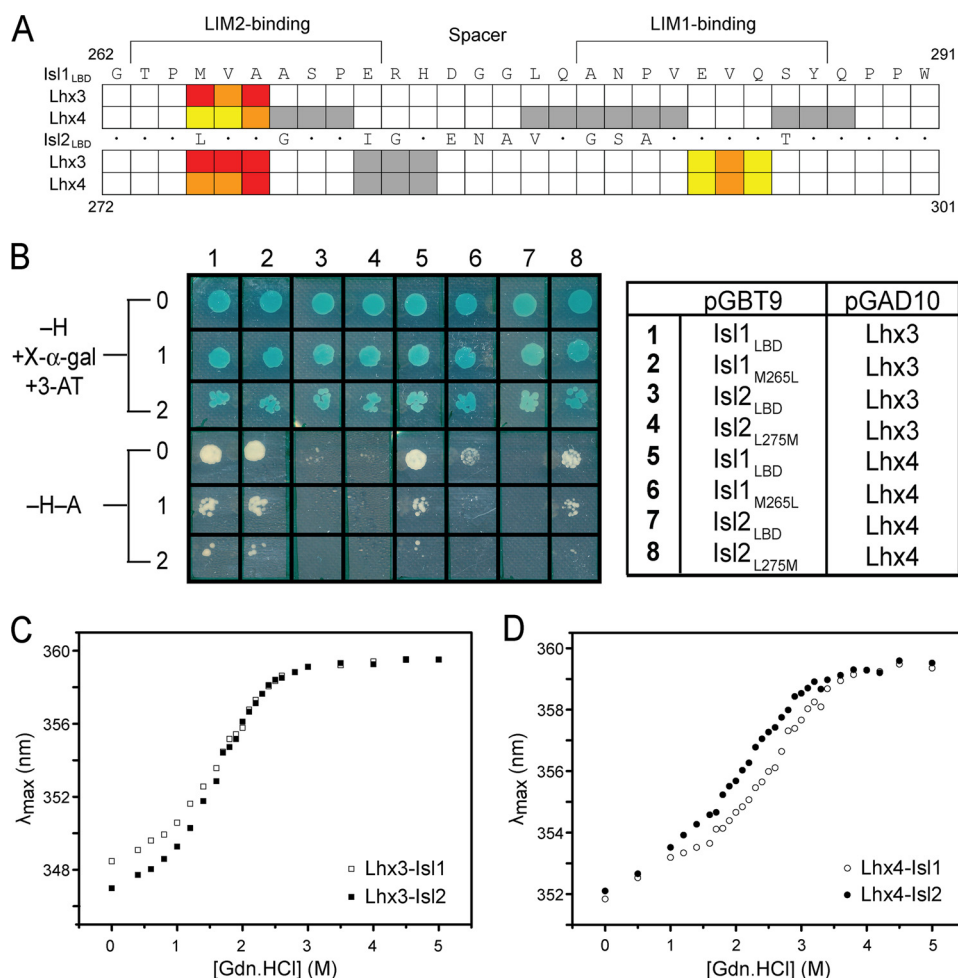 A
LIM2-binding Spacer LIM1-binding
262 291
Isl1LBD G T P M V A A S P E R H D G G L Q A N P V E V Q S Y Q P P W
Lhx3
Lhx4
Isl2LBD · · · L · · G · · I G · E N A V · G S A · · · · T · · · · ·
Lhx3
Lhx4
272 301
B
1 2 3 4 5 6 7 8
–H
+X-α-gal
+3-AT
0
1
2
–H–A
0
1
2
pGBT9 pGAD10
1 Isl1LBD Lhx3
2 Isl1M265L Lhx3
3 Isl2LBD Lhx3
4 Isl2L275M Lhx3
5 Isl1LBD Lhx4
6 Isl1M265L Lhx4
7 Isl2LBD Lhx4
8 Isl2L275M Lhx4
C
λmax (nm)
360
356
352
348
0 1 2 3 4 5
[Gdn.HCl] (M)
Lhx3-Isl1
Lhx3-Isl2
D
λmax (nm)
360
358
356
354
352
0 1 2 3 4 5
[Gdn.HCl] (M)
Lhx4-Isl1
Lhx4-Isl2